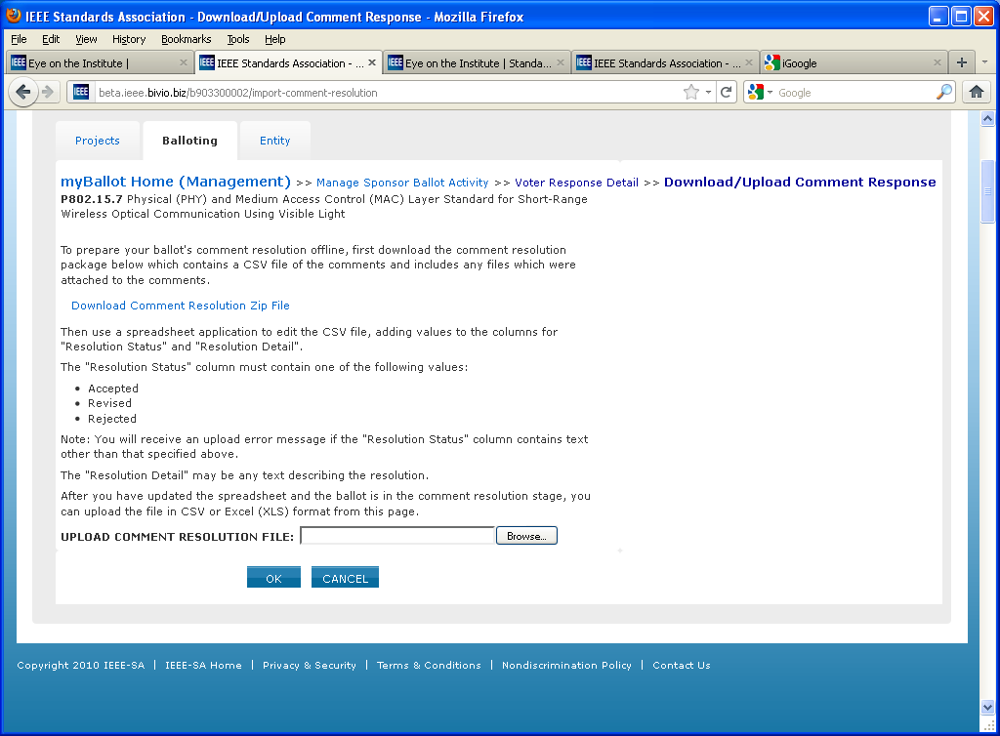 IEEE Standards Association - Download/Upload Comment Response - Mozilla Firefox
File Edit View History Bookmarks Tools Help
IEEE Eye on the Institute | IEEE IEEE Standards Association - ... IEEE Eye on the Institute | Standa... IEEE IEEE Standards Association - ... iGoogle
IEEE beta.ieee.bivio.biz/b903300002/import-comment-resolution Google
Projects Balloting Entity
myBallot Home (Management) >> Manage Sponsor Ballot Activity >> Voter Response Detail >> Download/Upload Comment Response
P802.15.7 Physical (PHY) and Medium Access Control (MAC) Layer Standard for Short-Range
Wireless Optical Communication Using Visible Light
To prepare your ballot's comment resolution offline, first download the comment resolution
package below which contains a CSV file of the comments and includes any files which were
attached to the comments.
Download Comment Resolution Zip File
Then use a spreadsheet application to edit the CSV file, adding values to the columns for
"Resolution Status" and "Resolution Detail".
The "Resolution Status" column must contain one of the following values:
• Accepted
• Revised
• Rejected
Note: You will receive an upload error message if the "Resolution Status" column contains text
other than that specified above.
The "Resolution Detail" may be any text describing the resolution.
After you have updated the spreadsheet and the ballot is in the comment resolution stage, you
can upload the file in CSV or Excel (XLS) format from this page.
UPLOAD COMMENT RESOLUTION FILE: Browse...
OK CANCEL
Copyright 2010 IEEE-SA | IEEE-SA Home | Privacy & Security | Terms & Conditions | Nondiscrimination Policy | Contact Us